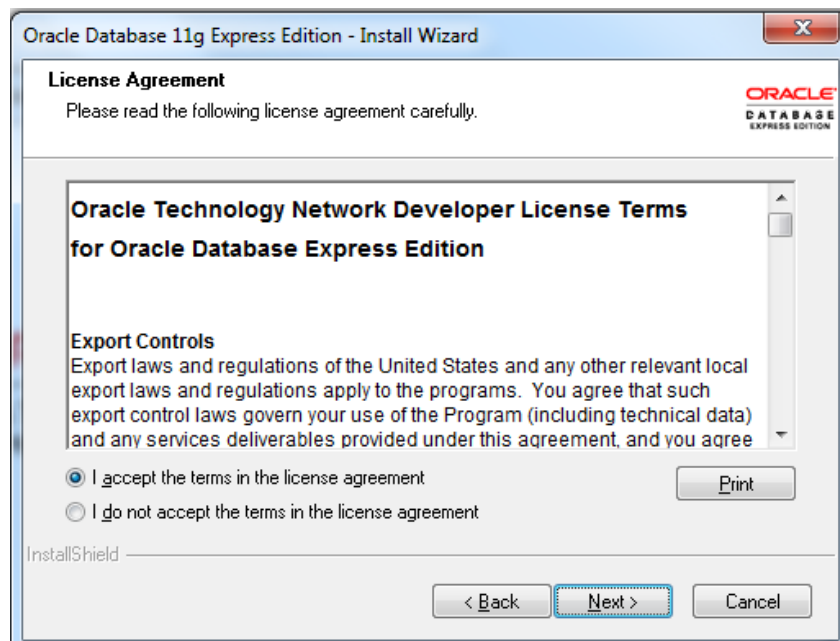 Oracle Database 11g Express Edition - Install Wizard
License Agreement
Please read the following license agreement carefully.
ORACLE
DATABASE
EXPRESS EDITION
Oracle Technology Network Developer License Terms
for Oracle Database Express Edition
Export Controls
Export laws and regulations of the United States and any other relevant local
export laws and regulations apply to the programs.  You agree that such
export control laws govern your use of the Program (including technical data)
and any services deliverables provided under this agreement, and you agree
I accept the terms in the license agreement
Print
I do not accept the terms in the license agreement
InstallShield
< Back
Next >
Cancel